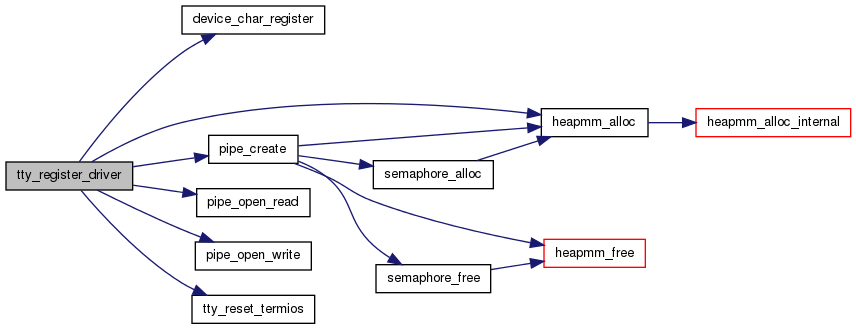 device_char_register
heapmm_alloc
heapmm_alloc_internal
pipe_create
tty_register_driver
semaphore_alloc
pipe_open_read
pipe_open_write
heapmm_free
semaphore_free
tty_reset_termios